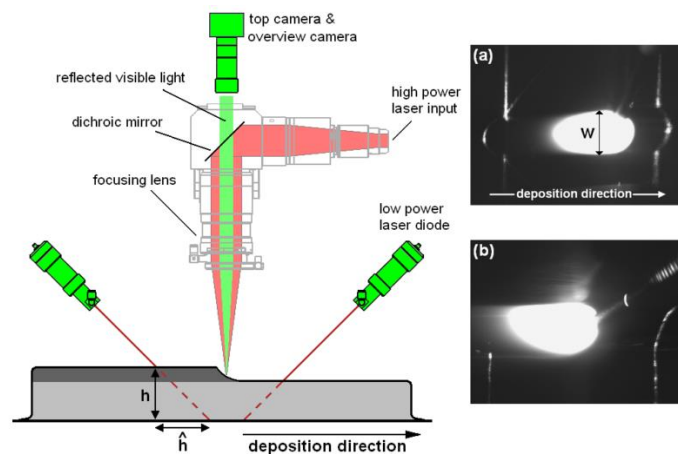 top camera &
overview camera
reflected visible light
dichroic mirror
high power
laser input
focusing lens
low power
laser diode
h
ĥ
deposition direction
(a)
W
deposition direction
(b)